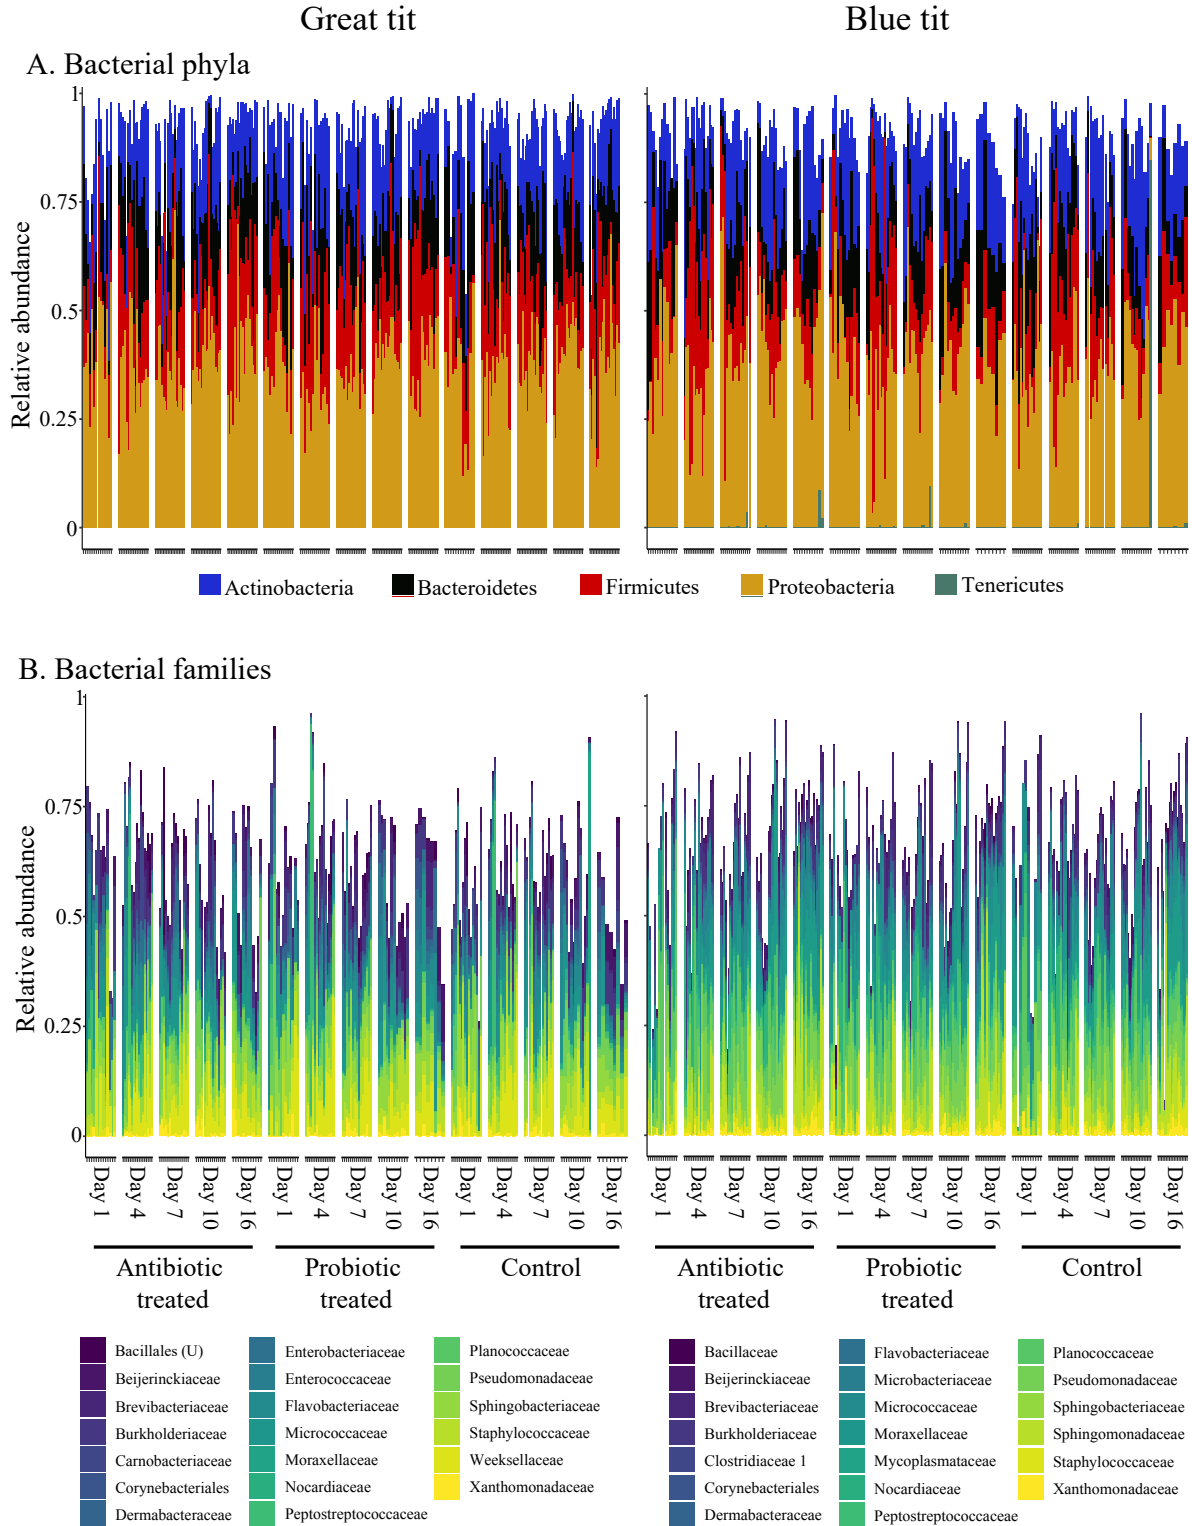 Great tit
Blue tit
A. Bacterial phyla
1
0.75
0.5
0.25
0
Relative abundance
Actinobacteria
Bacteroidetes
Firmicutes
Proteobacteria
Tenericutes
B. Bacterial families
1
0.75
0.5
0.25
0
Relative abundance
Day 1
Day 4
Day 7
Day 10
Day 16
Day 1
Day 4
Day 7
Day 10
Day 16
Day 1
Day 4
Day 7
Day 10
Day 16
Day 1
Day 4
Day 7
Day 10
Day 16
Day 1
Day 4
Day 7
Day 10
Day 16
Day 1
Day 4
Day 7
Day 10
Day 16
Antibiotic
treated
Probiotic
treated
Control
Antibiotic
treated
Probiotic
treated
Control
Bacillales (U)
Beijerinckiaceae
Brevibacteriaceae
Burkholderiaceae
Carnobacteriaceae
Corynebacteriales
Dermabacteraceae
Enterobacteriaceae
Enterococcaceae
Flavobacteriaceae
Micrococcaceae
Moraxellaceae
Nocardiaceae
Peptostreptococcaceae
Planococcaceae
Pseudomonadaceae
Sphingobacteriaceae
Staphylococcaceae
Weeksellaceae
Xanthomonadaceae
Bacillaceae
Beijerinckiaceae
Brevibacteriaceae
Burkholderiaceae
Clostridiaceae 1
Corynebacteriales
Dermabacteraceae
Flavobacteriaceae
Microbacteriaceae
Micrococcaceae
Moraxellaceae
Mycoplasmataceae
Nocardiaceae
Peptostreptococcaceae
Planococcaceae
Pseudomonadaceae
Sphingobacteriaceae
Sphingomonadaceae
Staphylococcaceae
Xanthomonadaceae